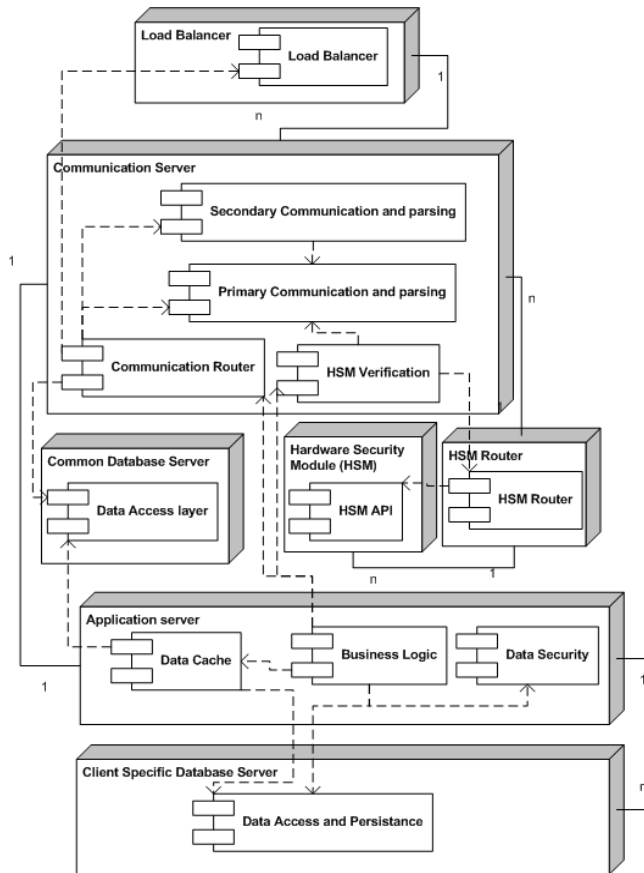 Load Balancer
Load Balancer
1
n
Communication Server
Secondary Communication and parsing
1
Primary Communication and parsing
n
Communication Router
HSM Verification
1
Common Database Server
Hardware Security
Module (HSM)
HSM Router
Data Access layer
HSM API
HSM Router
n
1
Application server
Data Cache
Business Logic
Data Security
1
1
Client Specific Database Server
n
Data Access and Persistance